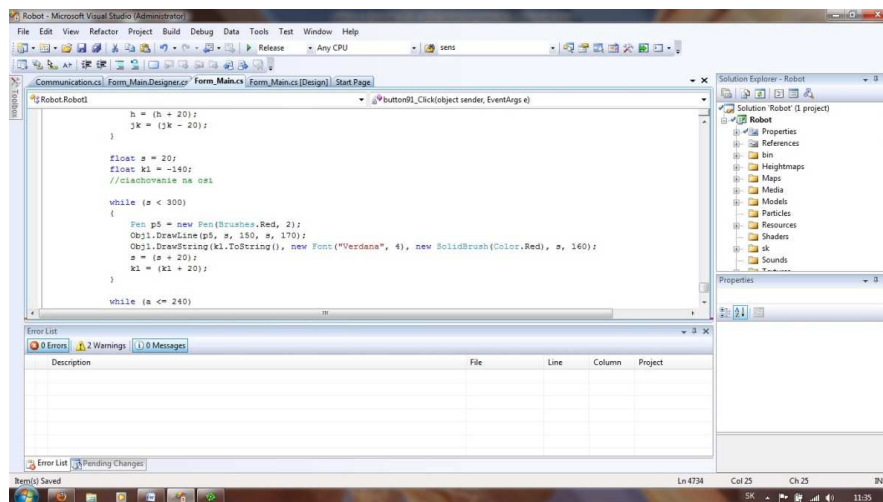 Robot - Microsoft Visual Studio (Administrator)
File Edit View Refactor Project Build Debug Data Tools Test Window Help
Release Any CPU sens
Communication.cs Form_Main.Designer.cs Form_Main.cs Form_Main.cs [Design] Start Page
Solution Explorer - Robot
Toolbox
Robot.Robot1 button91_Click(object sender, EventArgs e)
Solution 'Robot' (1 project)
Robot
Properties
References
bin
Heightmaps
Maps
Media
Models
Particles
Resources
Shaders
sk
Sounds
h = (h + 20);
jk = (jk - 20);
}
float s = 20;
float kl = -140;
//ciachovanie na osi
while (s < 300)
{
Pen p5 = new Pen(Brushes.Red, 2);
Obj1.DrawLine(p5, s, 150, s, 170);
Obj1.DrawString(kl.ToString(), new Font("Verdana", 4), new SolidBrush(Color.Red), s, 160);
s = (s + 20);
kl = (kl + 20);
}
while (a <= 240)
Properties
Error List
0 Errors 2 Warnings 0 Messages
Description File Line Column Project
Error List Pending Changes
Item(s) Saved Ln 4734 Col 25 Ch 25 IN
SK 11:35